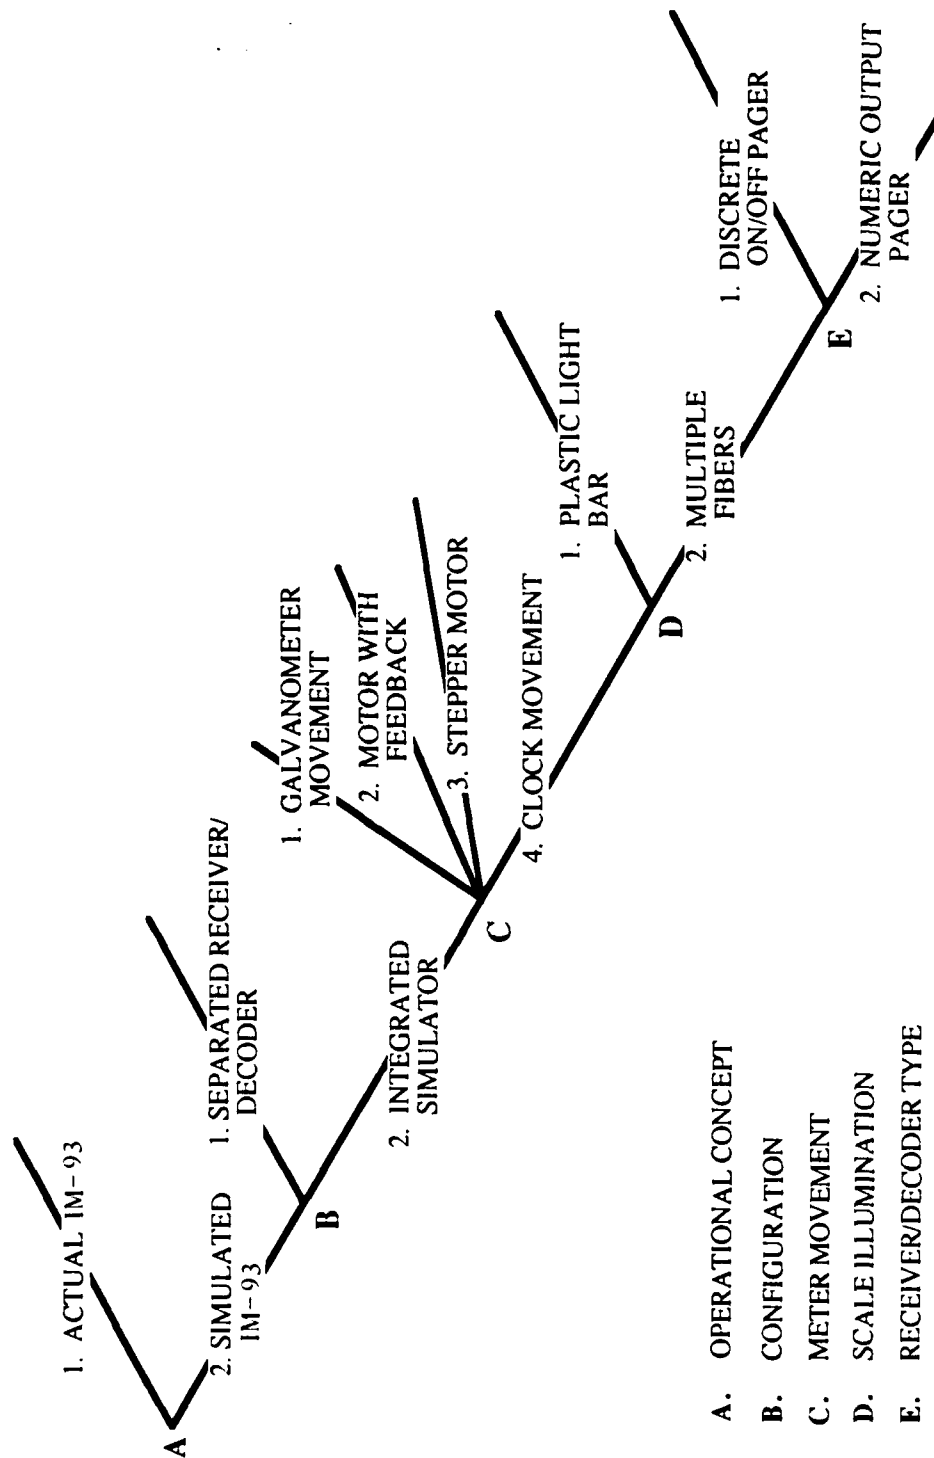 A
1. ACTUAL IM-93
2. SIMULATED
IM-93
B
1. SEPARATED RECEIVER/
DECODER
2. INTEGRATED
SIMULATOR
C
1. GALVANOMETER
MOVEMENT
2. MOTOR WITH
FEEDBACK
3. STEPPER MOTOR
4. CLOCK MOVEMENT
D
1. PLASTIC LIGHT
BAR
2. MULTIPLE
FIBERS
E
1. DISCRETE
ON/OFF PAGER
2. NUMERIC OUTPUT
PAGER
A. OPERATIONAL CONCEPT
B. CONFIGURATION
C. METER MOVEMENT
D. SCALE ILLUMINATION
E. RECEIVER/DECODER TYPE